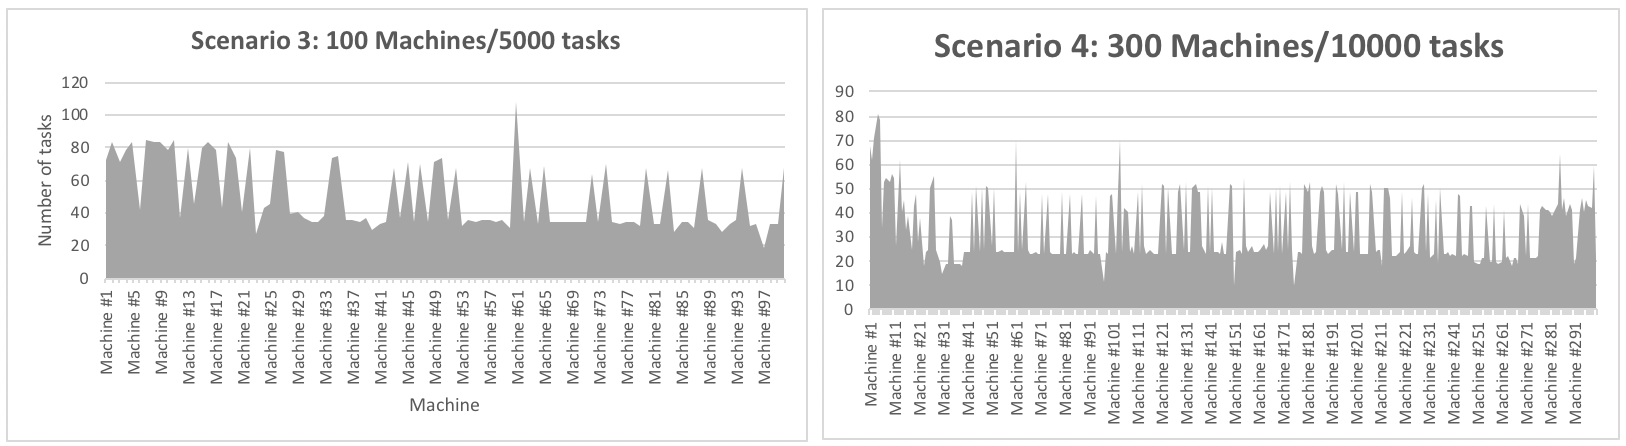 Scenario 3: 100 Machines/5000 tasks
Number of tasks
120
100
80
60
40
20
0
Machine #1
Machine #5
Machine #9
Machine #13
Machine #17
Machine #21
Machine #25
Machine #29
Machine #33
Machine #37
Machine #41
Machine #45
Machine #49
Machine #53
Machine #57
Machine #61
Machine #65
Machine #69
Machine #73
Machine #77
Machine #81
Machine #85
Machine #89
Machine #93
Machine #97
Machine
Scenario 4: 300 Machines/10000 tasks
90
80
70
60
50
40
30
20
10
0
Machine #1
Machine #11
Machine #21
Machine #31
Machine #41
Machine #51
Machine #61
Machine #71
Machine #81
Machine #91
Machine #101
Machine #111
Machine #121
Machine #131
Machine #141
Machine #151
Machine #161
Machine #171
Machine #181
Machine #191
Machine #201
Machine #211
Machine #221
Machine #231
Machine #241
Machine #251
Machine #261
Machine #271
Machine #281
Machine #291